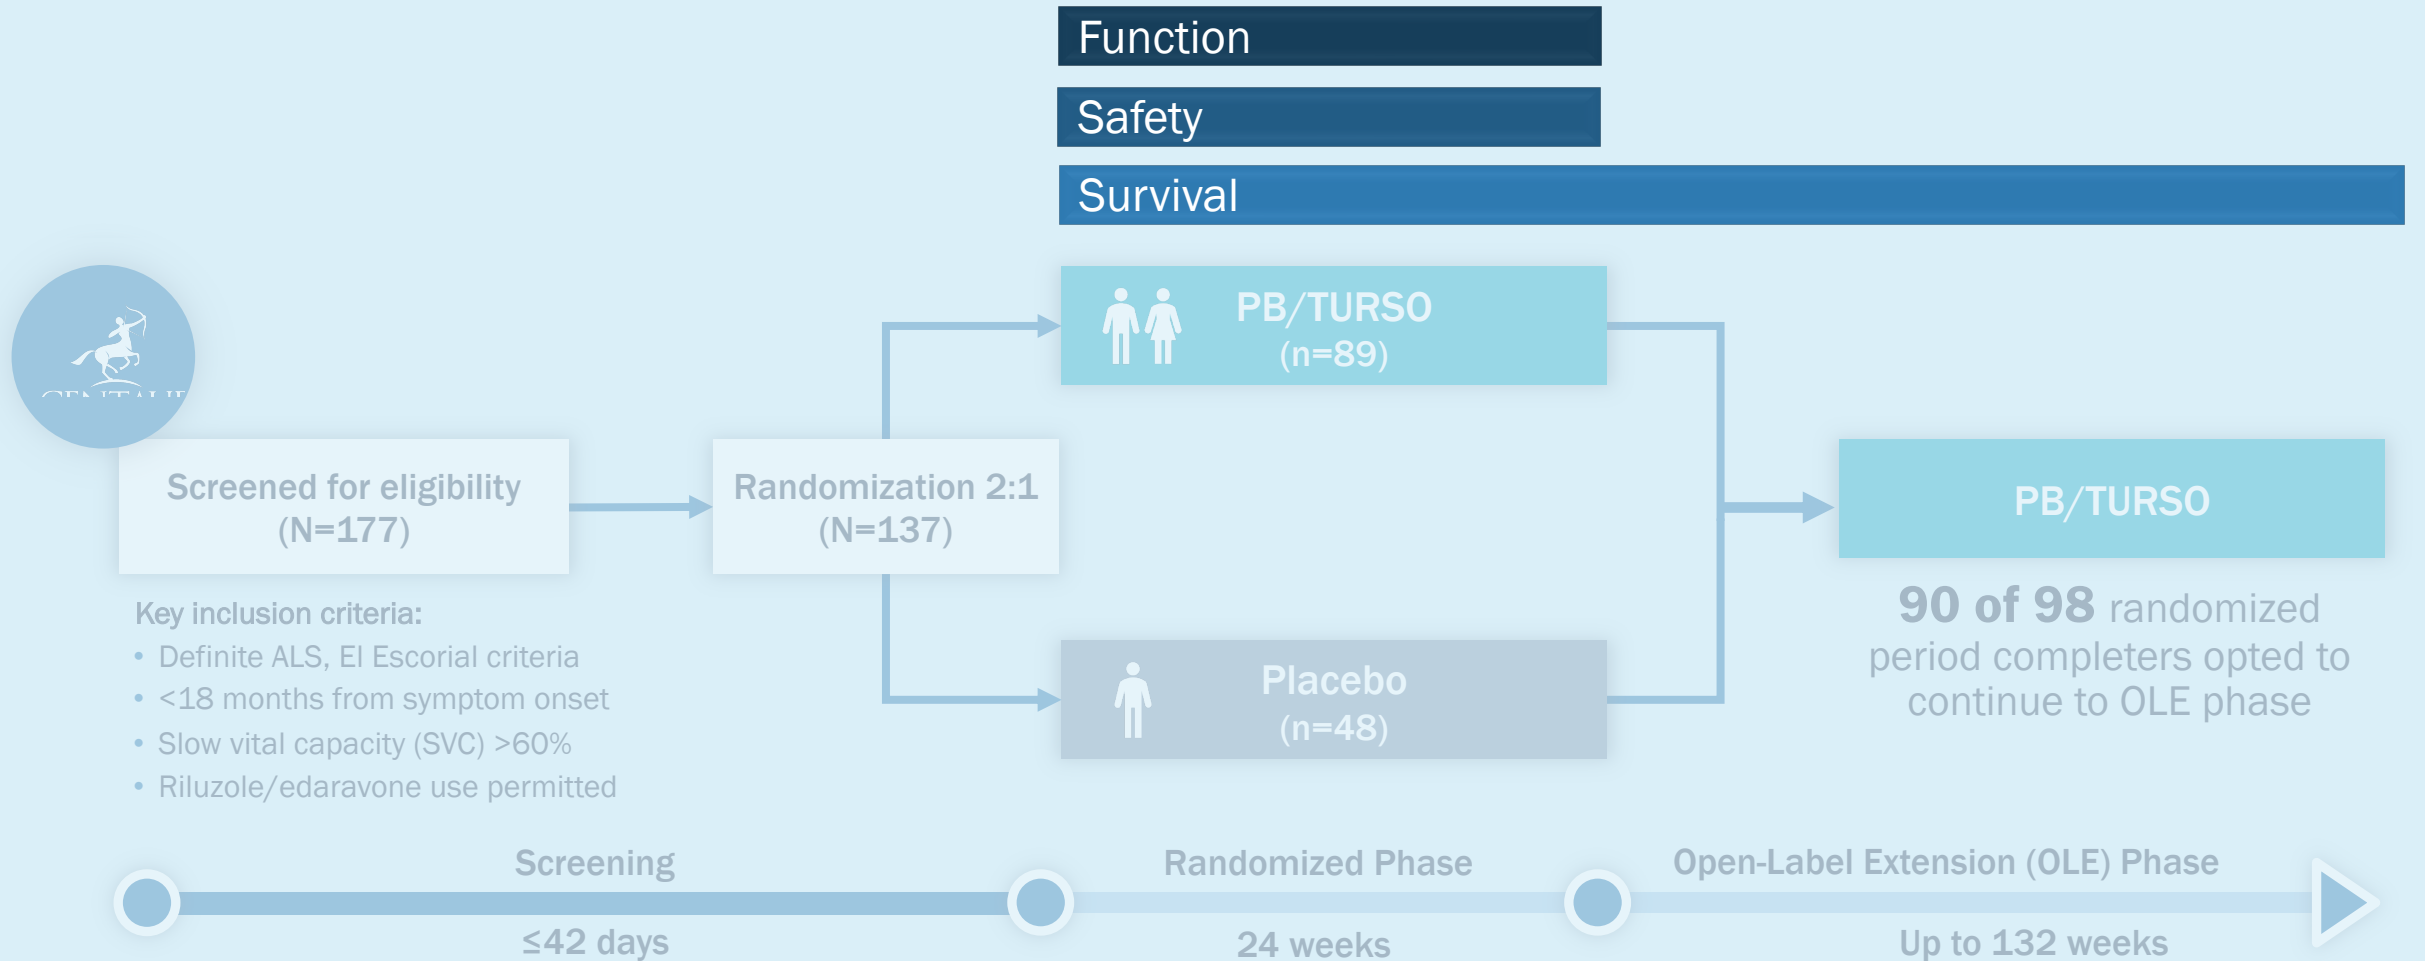 Function
Safety
Survival
PB/TURSO
(n=89)
Screened for eligibility
(N=177)
Randomization 2:1
(N=137)
PB/TURSO
Key inclusion criteria:
• Definite ALS, El Escorial criteria
• <18 months from symptom onset
• Slow vital capacity (SVC) >60%
• Riluzole/edaravone use permitted
Placebo
(n=48)
90 of 98 randomized
period completers opted to
continue to OLE phase
Screening
Randomized Phase
Open-Label Extension (OLE) Phase
≤42 days
24 weeks
Up to 132 weeks